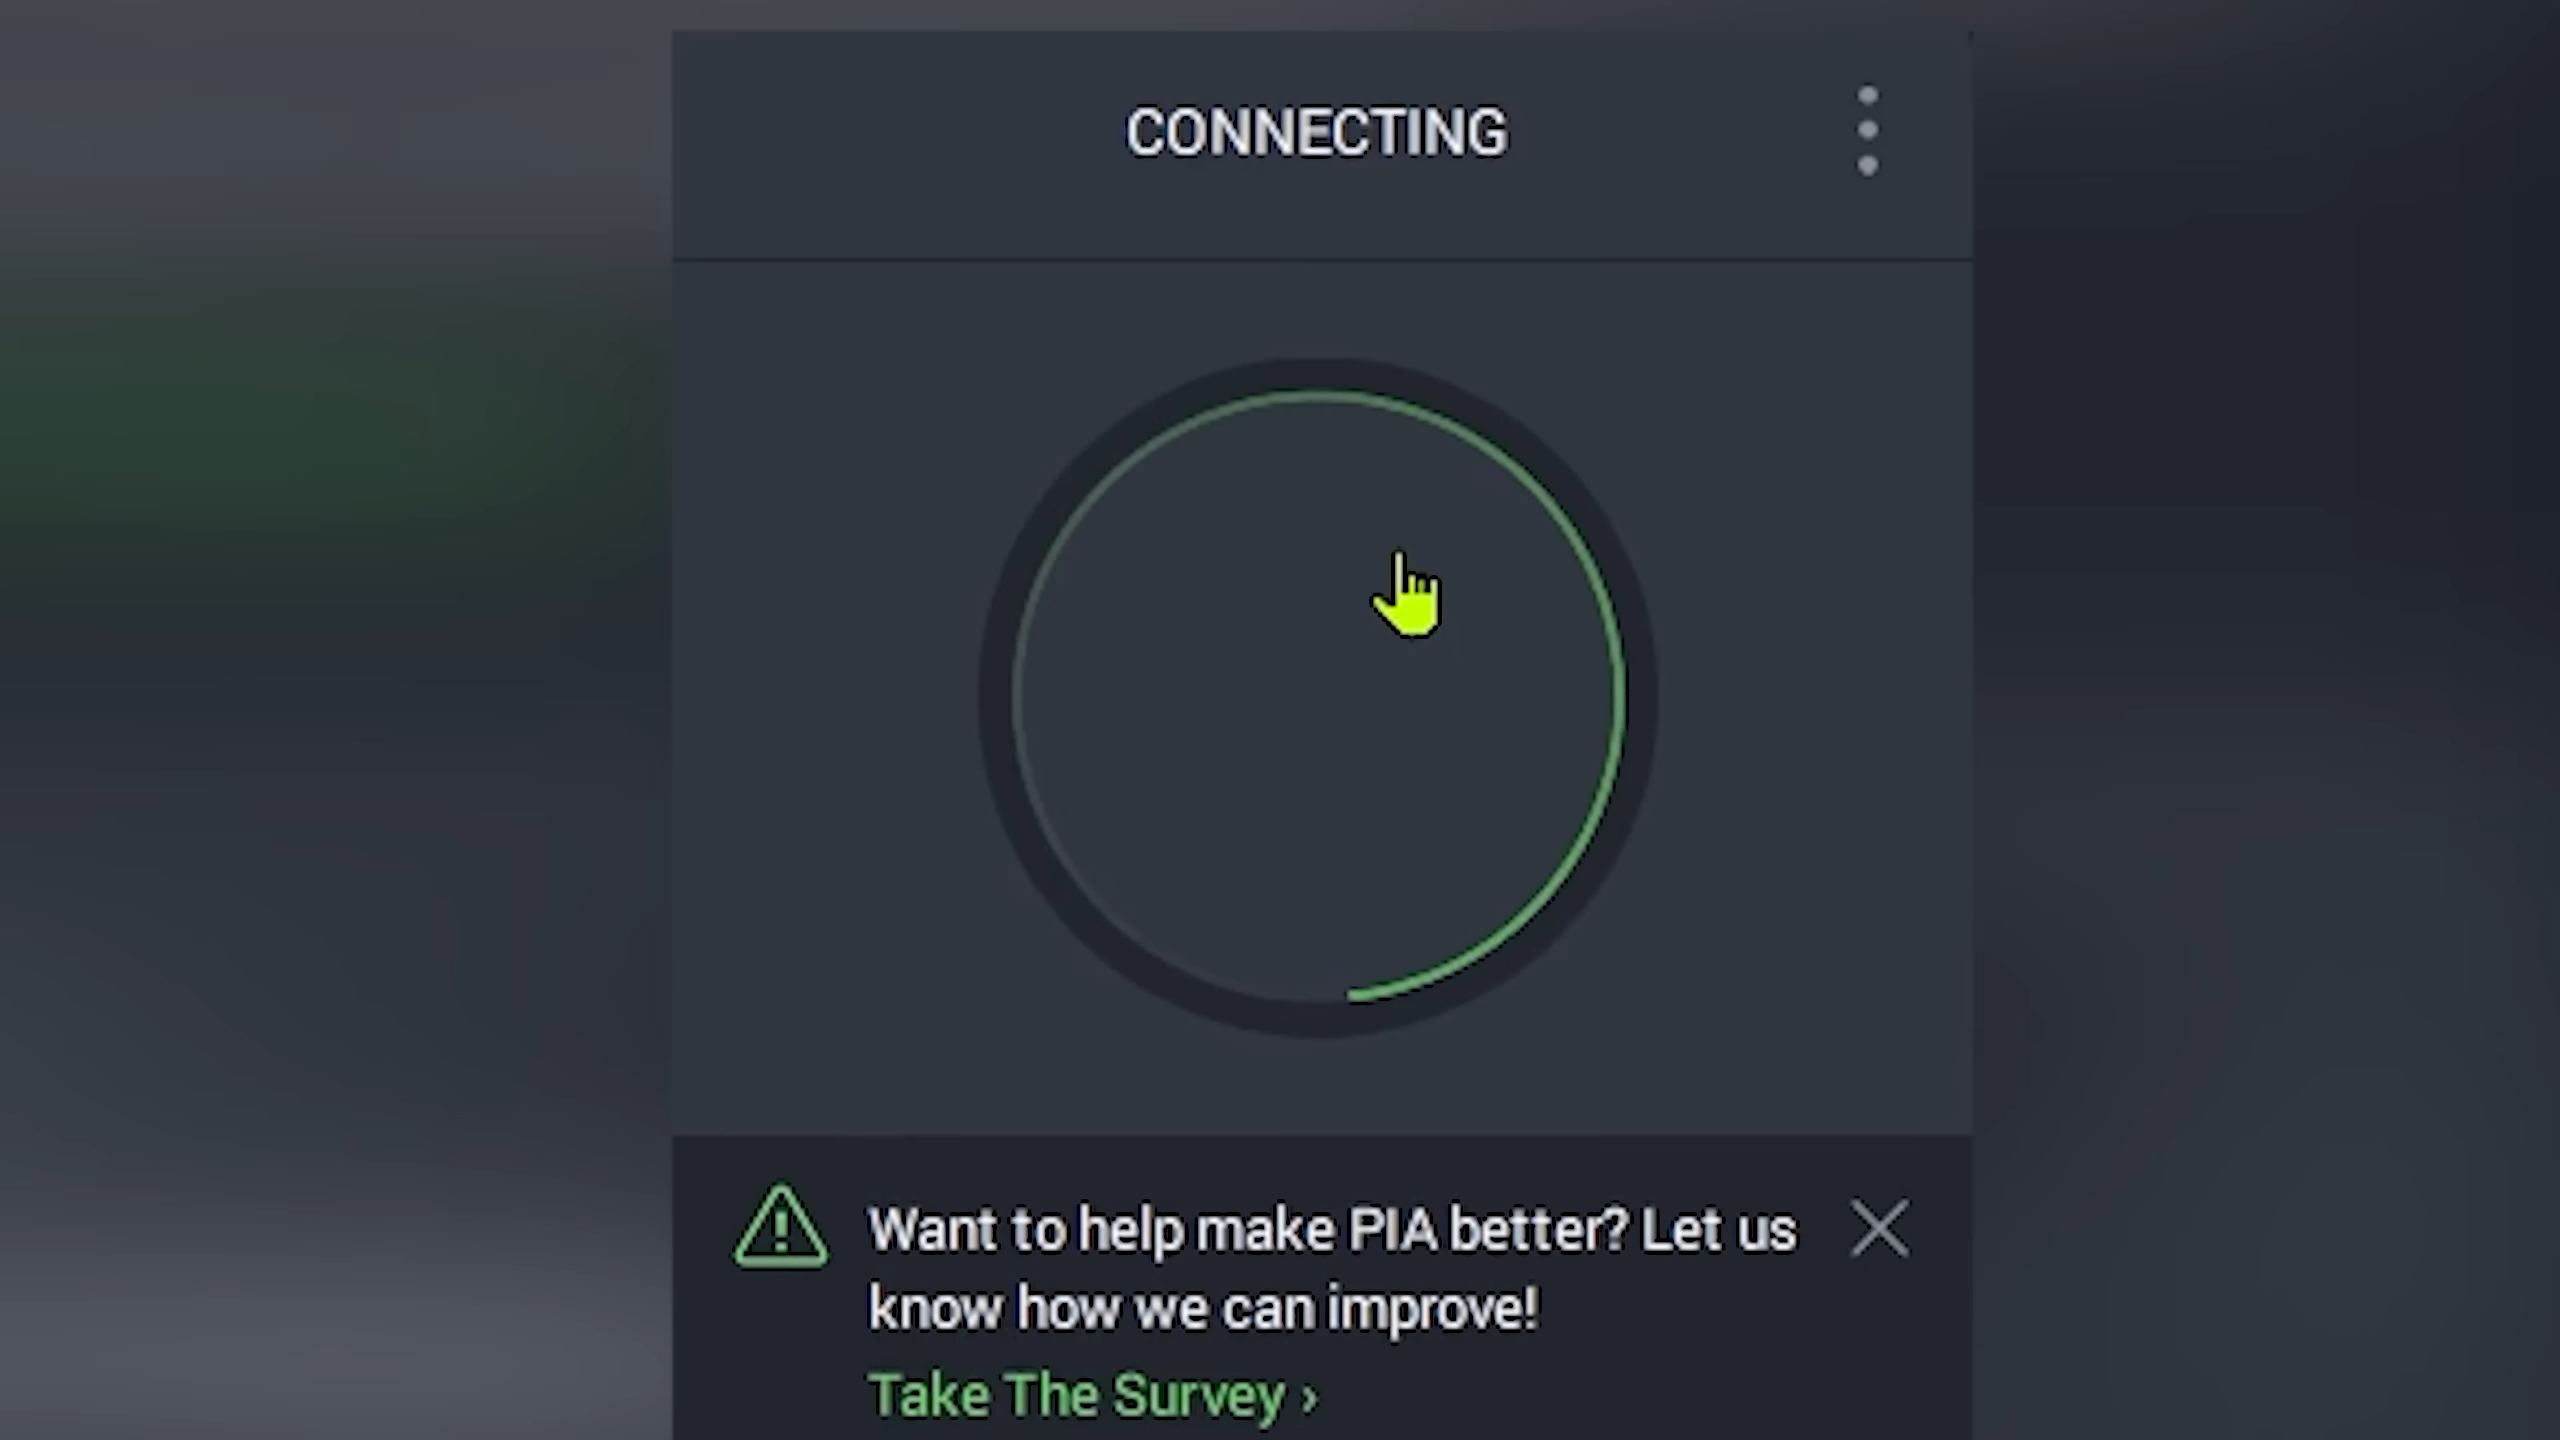 CONNECTING
Want to help make PIA better? Let us
know how we can improve!
Take The Survey ›